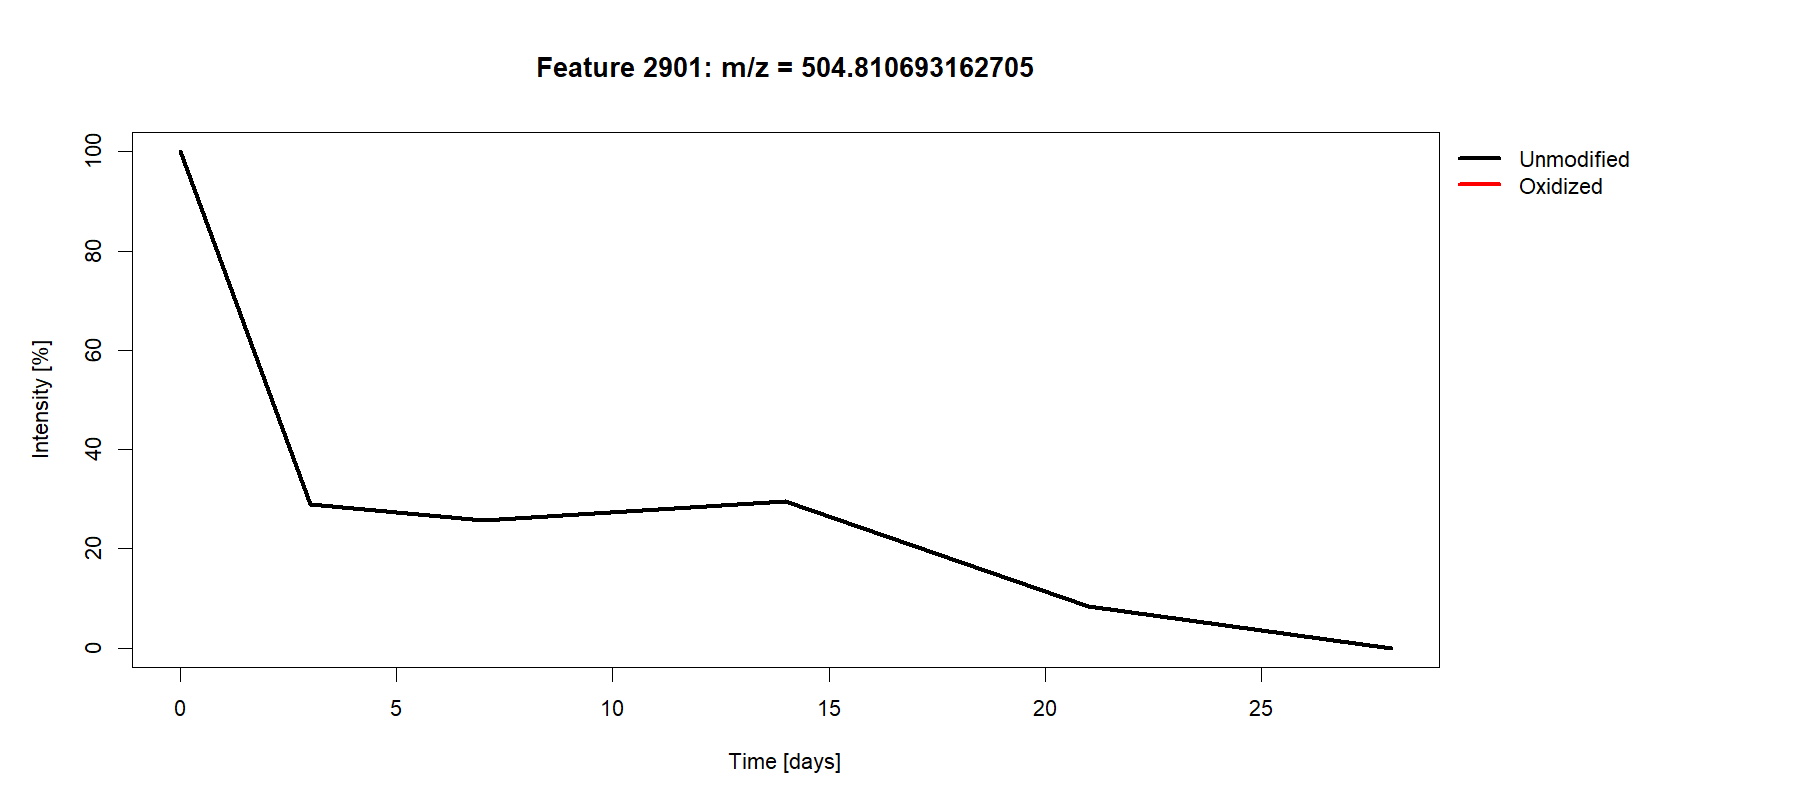 Feature 2901: m/z = 504.810693162705
Unmodified
Oxidized
Intensity [%]
100
80
60
40
20
0
0 5 10 15 20 25
Time [days]